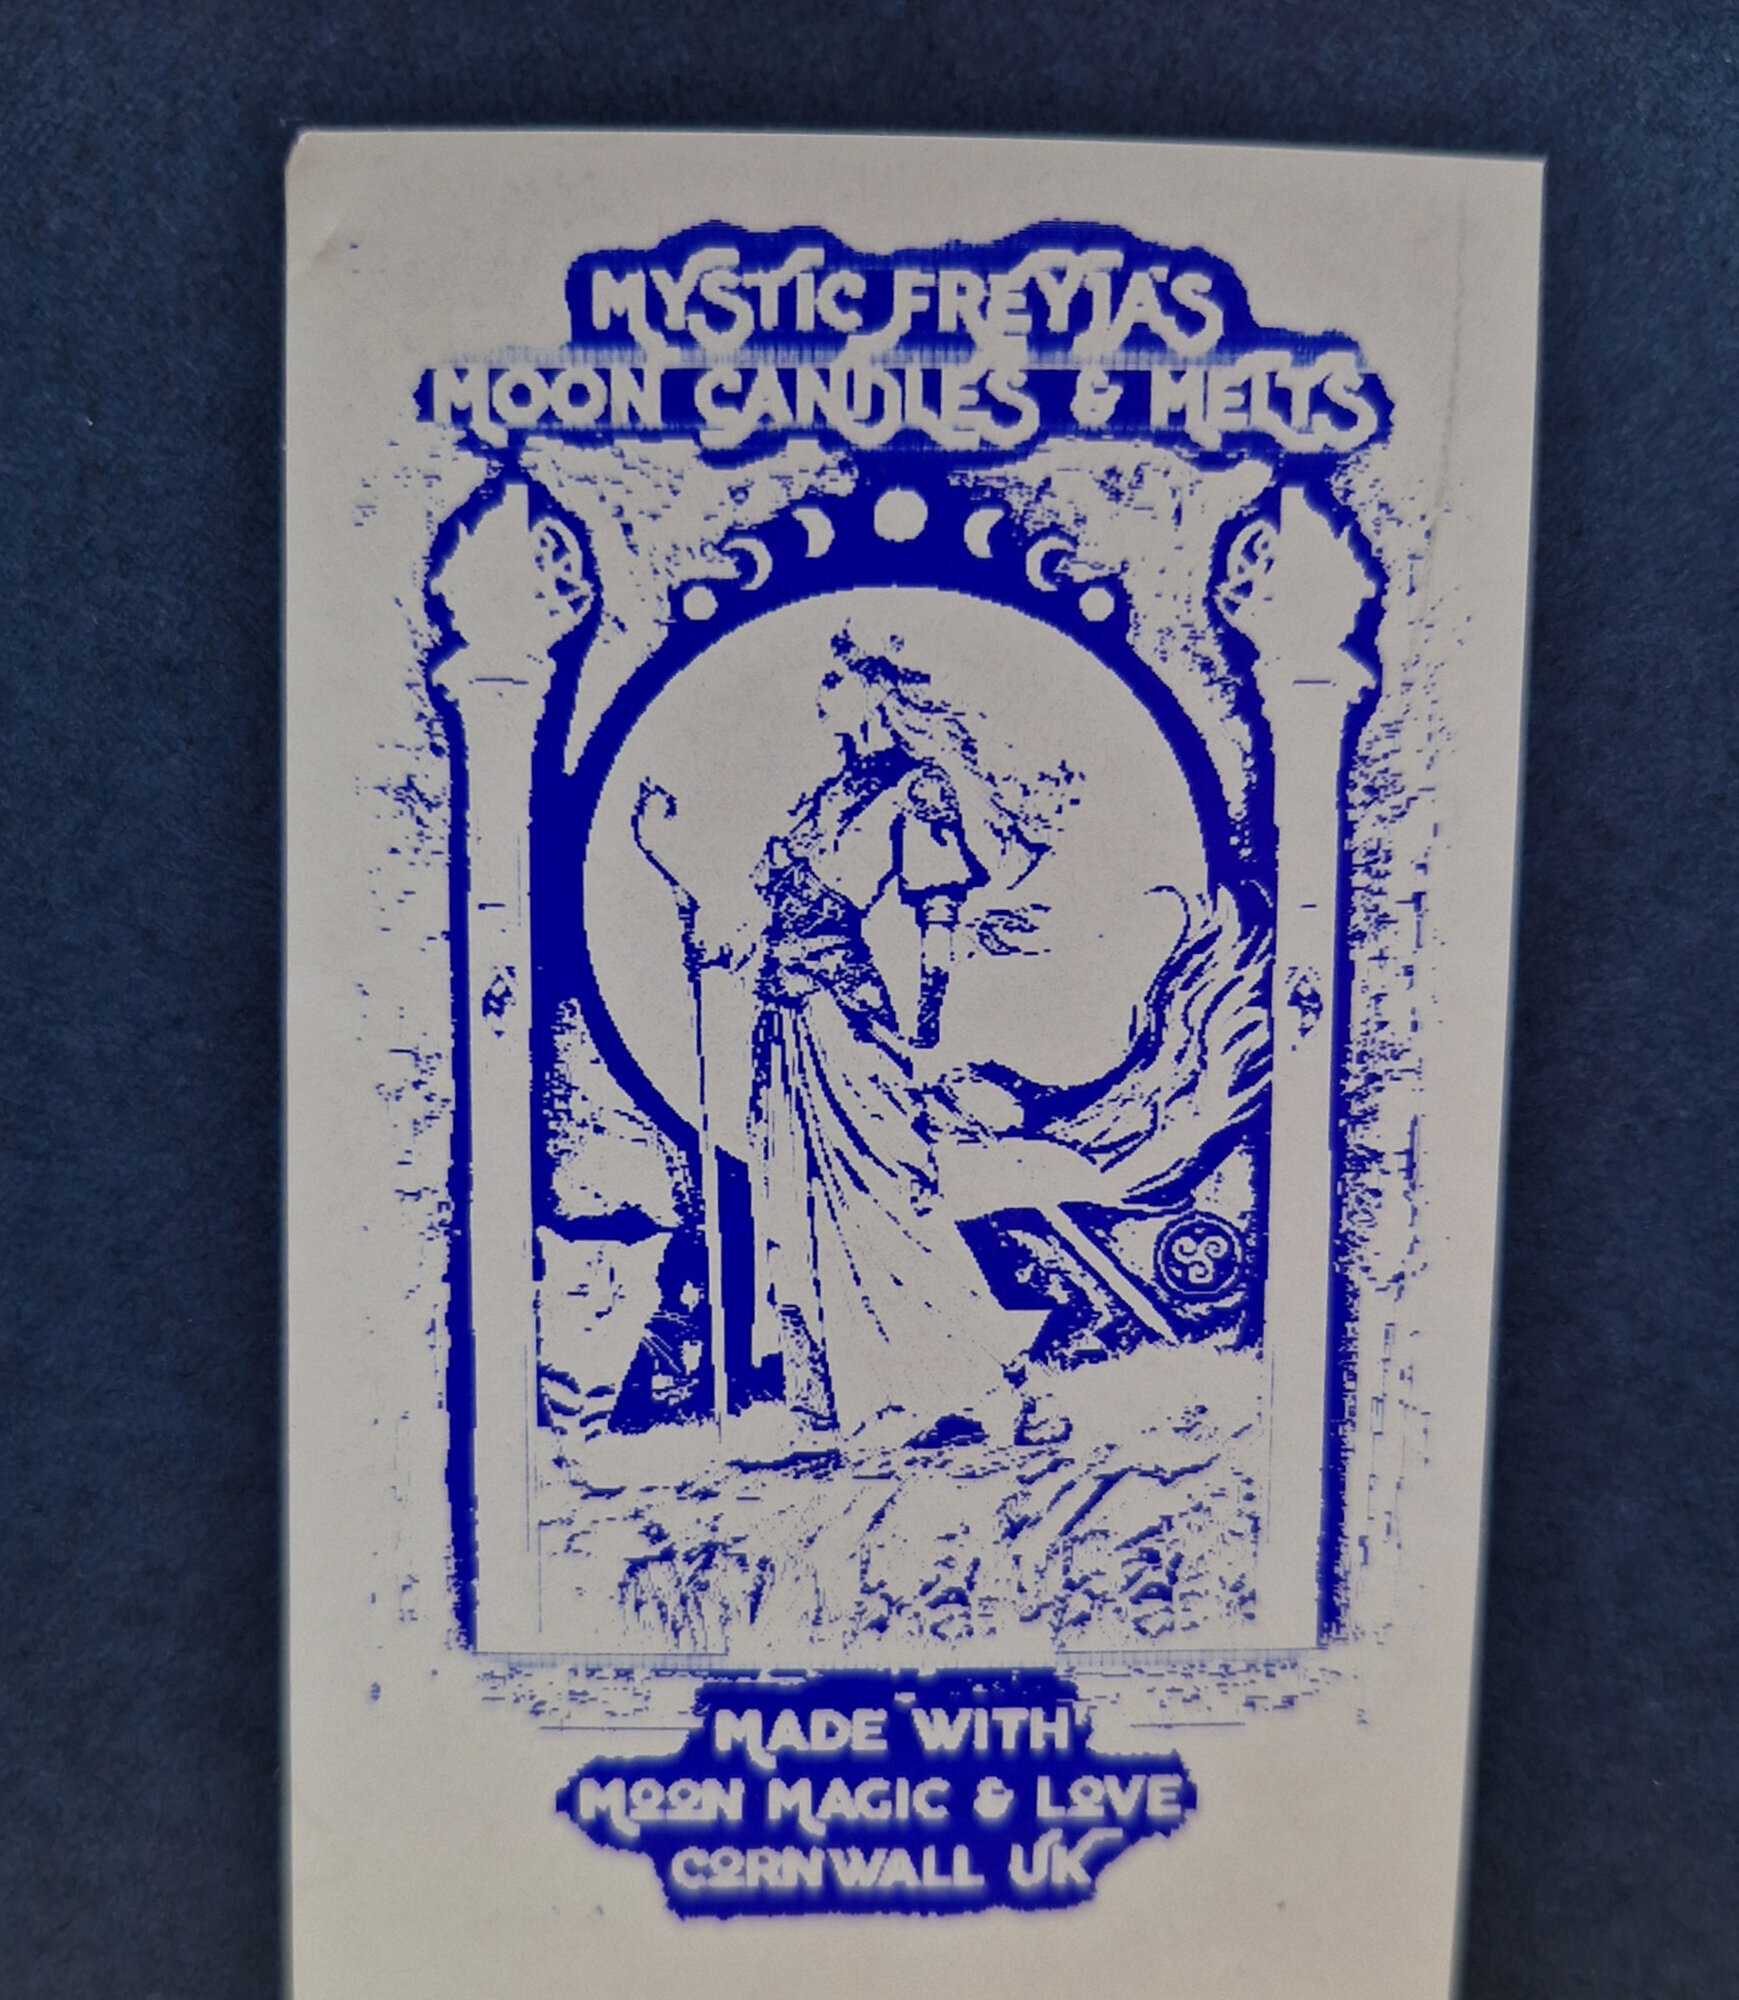 MYSTIC FREYJA'S
MOON CANDLES & MELTS
MADE WITH
MOON MAGIC & LOVE
CORNWALL UK